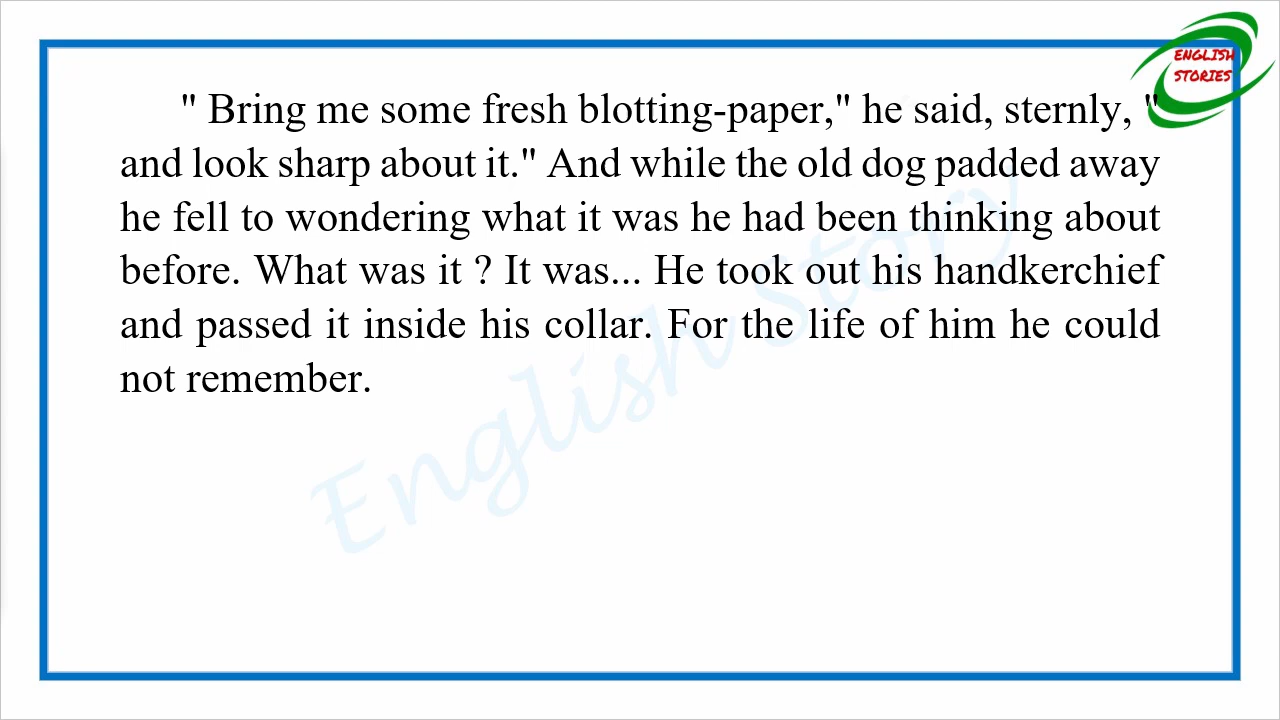 ENGLISH
STORIES
" Bring me some fresh blotting-paper," he said, sternly, "
and look sharp about it." And while the old dog padded away
he fell to wondering what it was he had been thinking about
before. What was it ? It was... He took out his handkerchief
and passed it inside his collar. For the life of him he could
not remember.
English Story